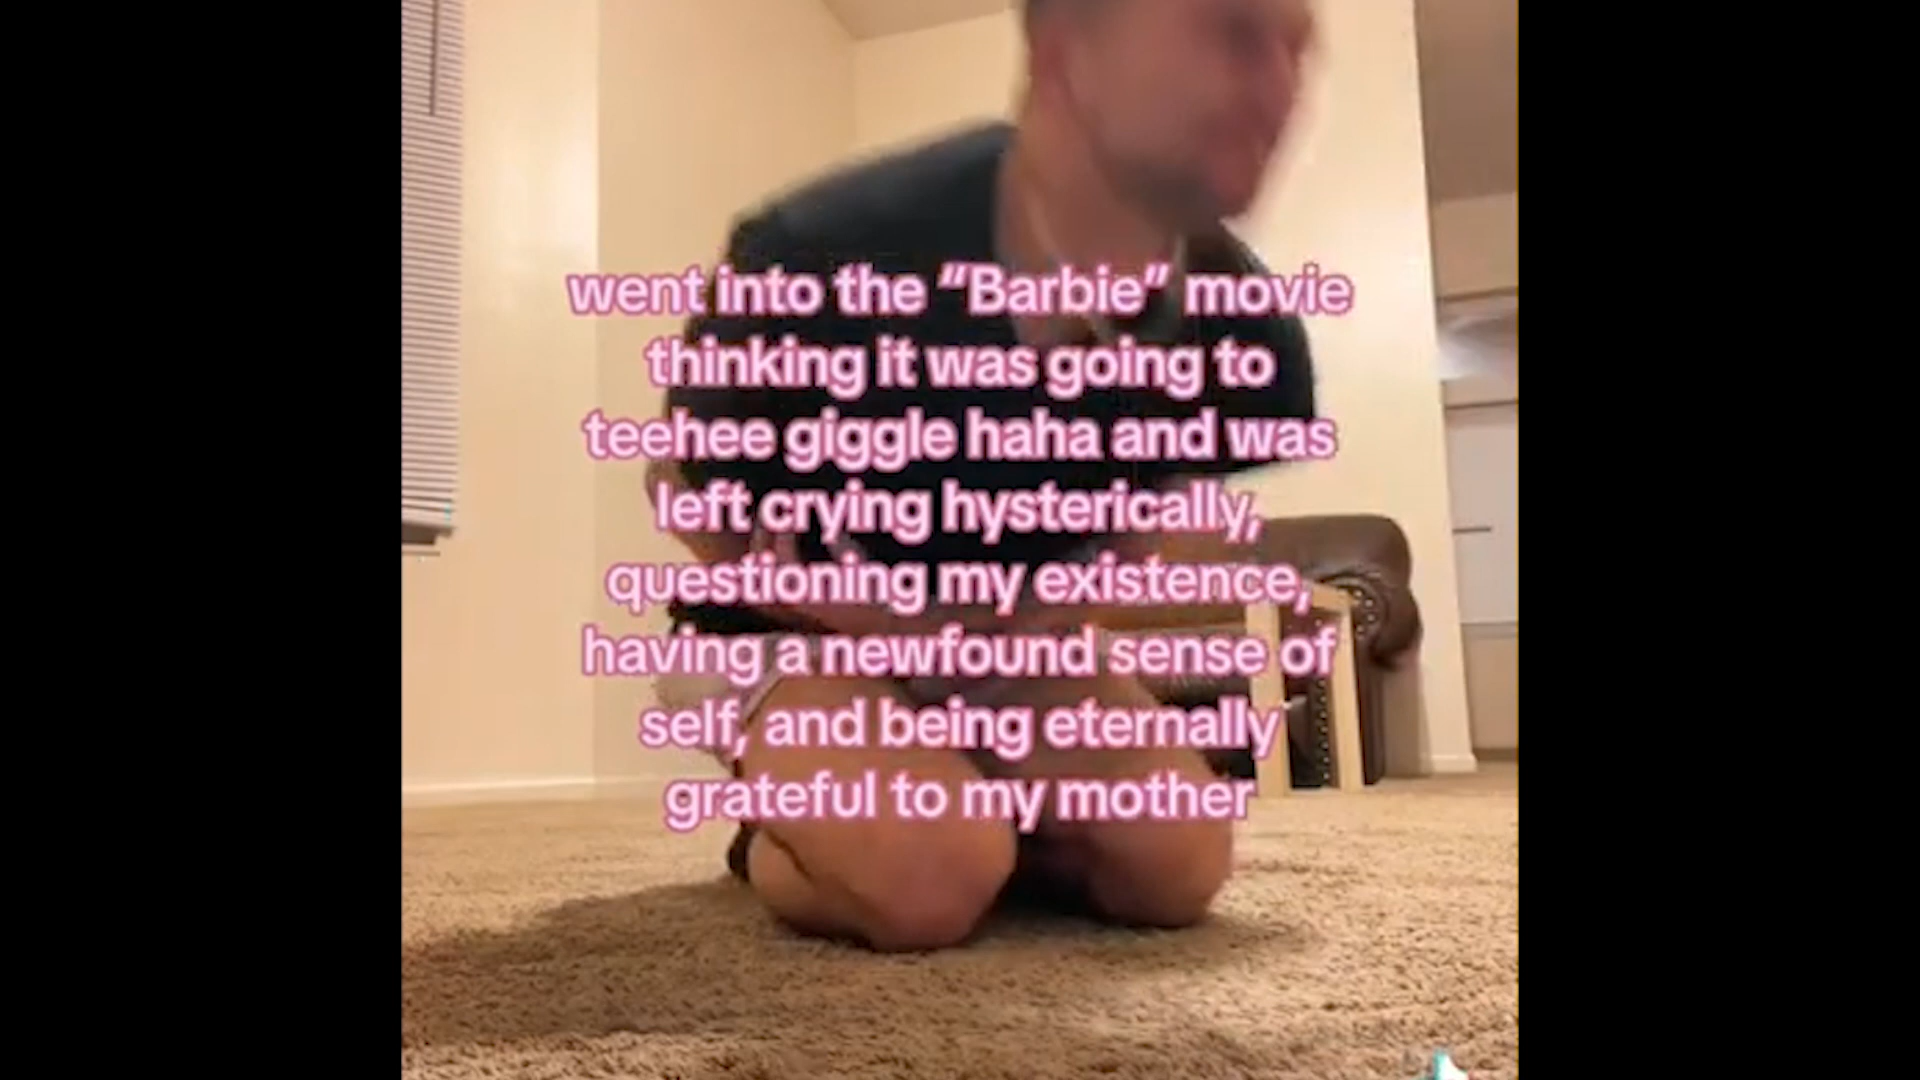 went into the “Barbie” movie
thinking it was going to
teehee giggle haha and was
left crying hysterically,
questioning my existence,
having a newfound sense of
self, and being eternally
grateful to my mother